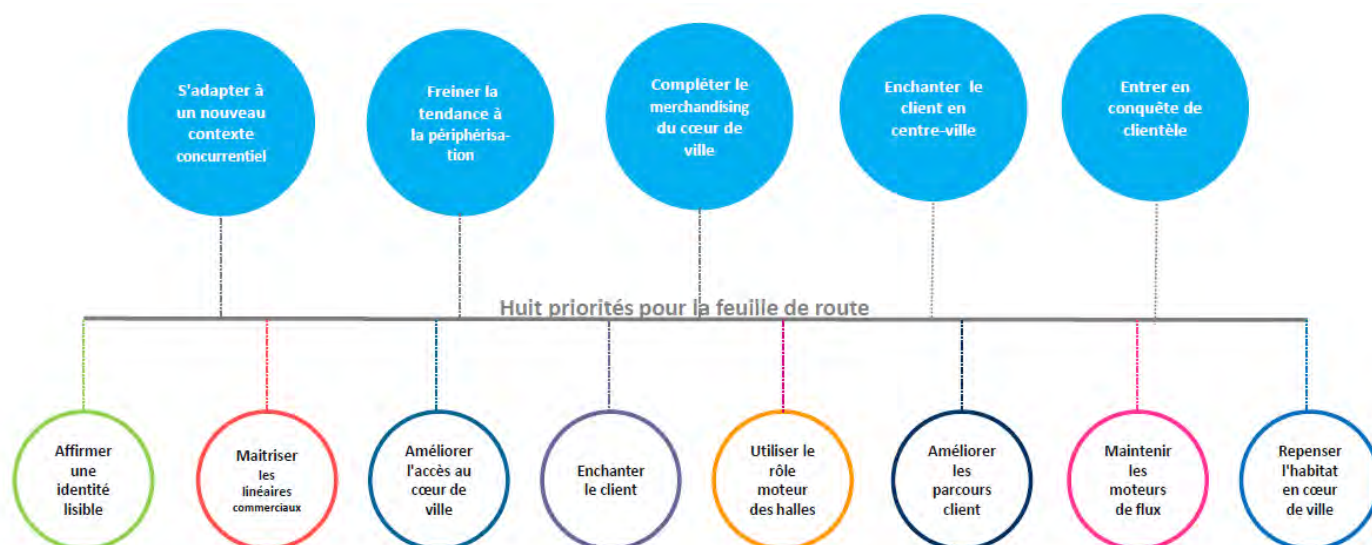 S'adapter à
un nouveau
contexte
concurrentiel
Freiner la
tendance à
la périphérisa-
tion
Compléter le
merchandising
du cœur de
ville
Enchanter le
client en
centre-ville
Entrer en
conquête de
clientèle
Huit priorités pour la feuille de route
Affirmer
une
identité
lisible
Maitriser
les
linéaires
commerciaux
Améliorer
l'accès au
cœur de
ville
Enchanter
le client
Utiliser le
rôle
moteur
des halles
Améliorer
les
parcours
client
Maintenir
les
moteurs
de flux
Repenser
l'habitat
en cœur
de ville